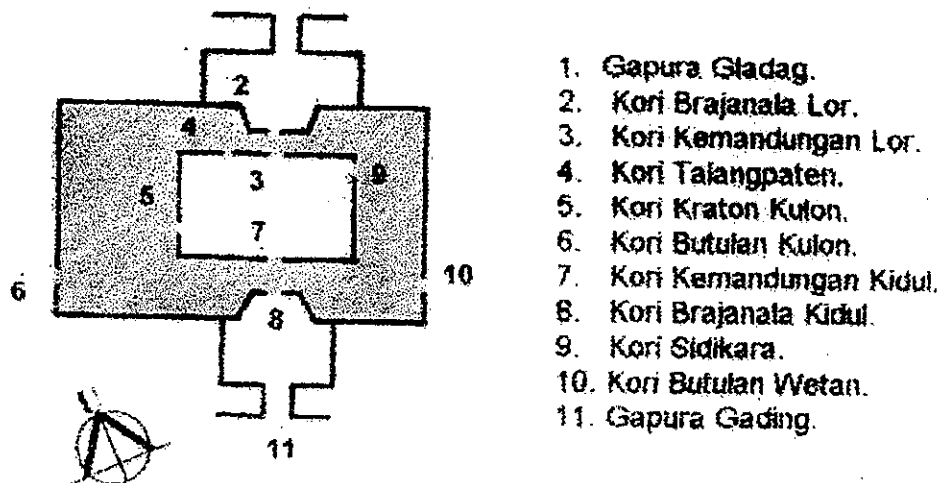 2
4
3
9
5
7
6
10
8
11
1. Gapura Gladag.
2. Kori Brajanala Lor.
3. Kori Kemandungan Lor.
4. Kori Talangpaten.
5. Kori Kraton Kulon.
6. Kori Butulan Kulon.
7. Kori Kemandungan Kidul.
8. Kori Brajanala Kidul.
9. Kori Sidikara.
10. Kori Butulan Wetan.
11. Gapura Gading.